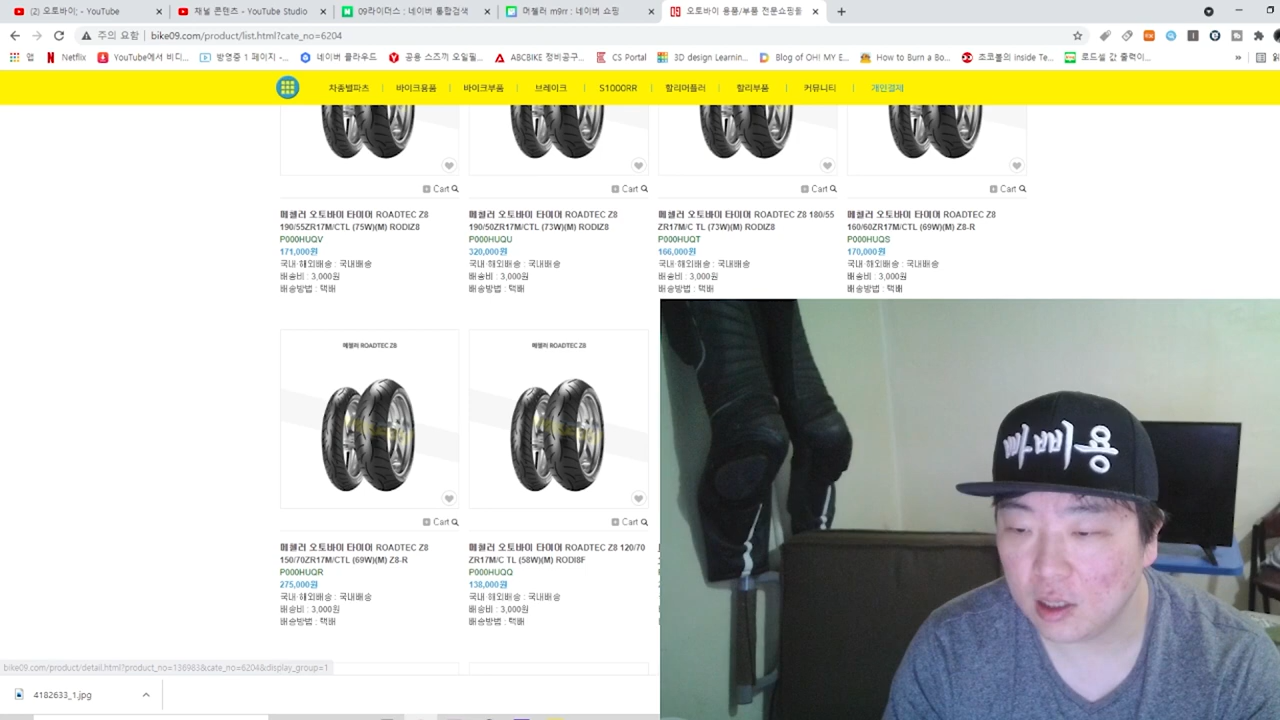 (2) 오토바이; - YouTube
재널 콘텐츠 - YouTube Studio
09라이더스 : 네이버 통합검색
머첼러 m9rr : 네이버 쇼핑
오토바이 용품/부품 전문쇼핑몰
주의 요함 bike09.com/product/list.html?cate_no=6204
앱 Netflix YouTube에서 비디... 방영중 1 페이지 -... 네이버 클라우드 공용 스즈끼 오일필... ABCBIKE 정비공구... CS Portal 3D design Learnin... Blog of OH! MY E... How to Burn a Bo... 초코볼의 Inside Te... 로드셀 값 출력이... »
차종별파츠 바이크용품 바이크부품 브레이크 S1000RR 할리머플러 할리부품 커뮤니티 개인결제
Cart Cart Cart Cart
메첼러 오토바이 타이어 ROADTEC Z8
190/55ZR17M/CTL (75W)(M) RODIZ8
P000HUQV
171,000원
국내·해외배송 : 국내배송
배송비 : 3,000원
배송방법 : 택배
메첼러 오토바이 타이어 ROADTEC Z8
190/50ZR17M/CTL (73W)(M) RODIZ8
P000HUQU
320,000원
국내·해외배송 : 국내배송
배송비 : 3,000원
배송방법 : 택배
메첼러 오토바이 타이어 ROADTEC Z8 180/55
ZR17M/C TL (73W)(M) RODIZ8
P000HUQT
166,000원
국내·해외배송 : 국내배송
배송비 : 3,000원
배송방법 : 택배
메첼러 오토바이 타이어 ROADTEC Z8
160/60ZR17M/CTL (69W)(M) Z8-R
P000HUQS
170,000원
국내·해외배송 : 국내배송
배송비 : 3,000원
배송방법 : 택배
메첼러 ROADTEC Z8
메첼러 ROADTEC Z8
Cart Cart
메첼러 오토바이 타이어 ROADTEC Z8
150/70ZR17M/CTL (69W)(M) Z8-R
P000HUQR
275,000원
국내·해외배송 : 국내배송
배송비 : 3,000원
배송방법 : 택배
메첼러 오토바이 타이어 ROADTEC Z8 120/70
ZR17M/C TL (58W)(M) RODI8F
P000HUQQ
138,000원
국내·해외배송 : 국내배송
배송비 : 3,000원
배송방법 : 택배
빠삐용
bike09.com/product/detail.html?product_no=136983&cate_no=6204&display_group=1
4182633_1.jpg